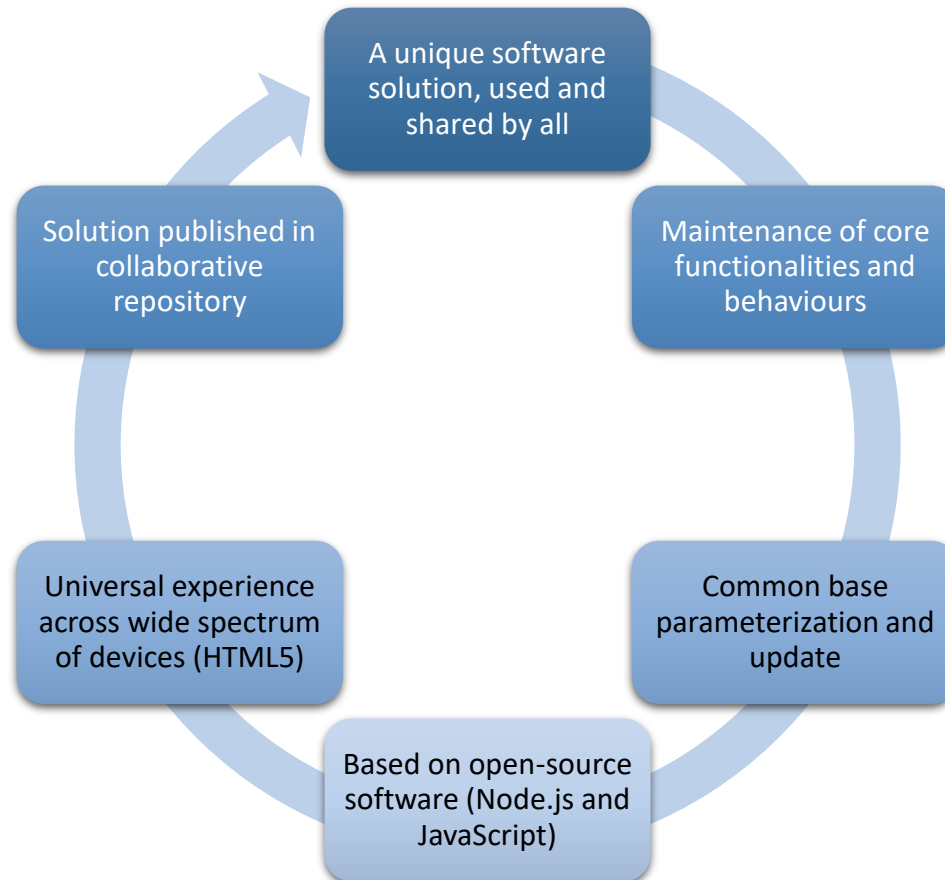 A unique software
solution, used and
shared by all
Maintenance of core
functionalities and
behaviours
Common base
parameterization and
update
Based on open-source
software (Node.js and
JavaScript)
Universal experience
across wide spectrum
of devices (HTML5)
Solution published in
collaborative
repository